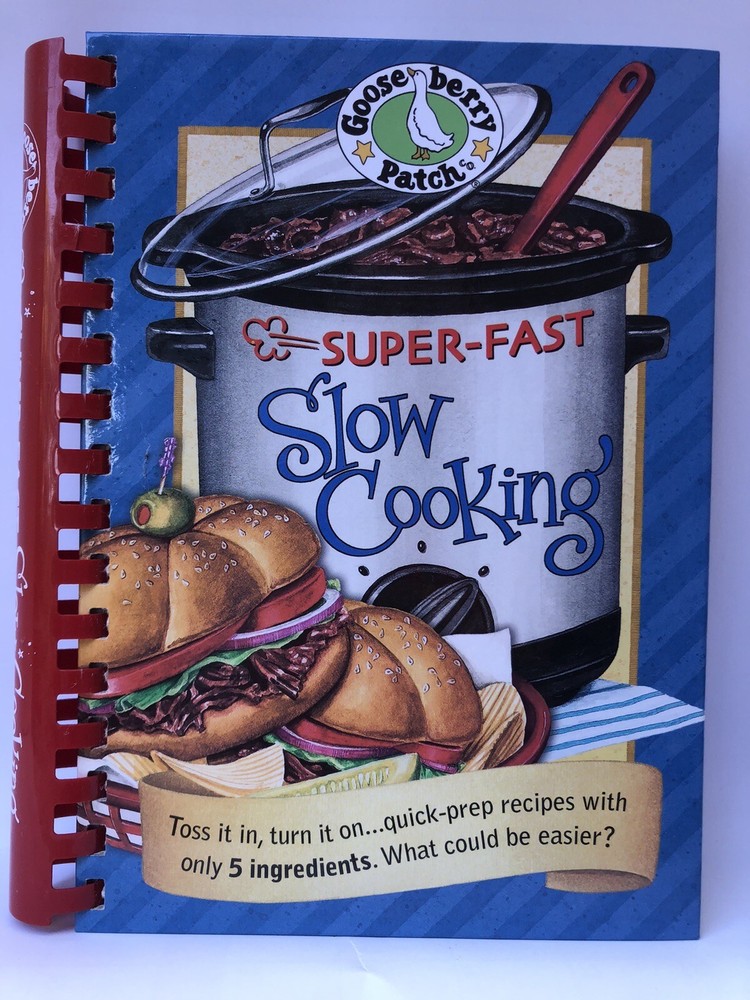 Goose berry
Patch Co.
®
SUPER-FAST
Slow
Cooking
Toss it in, turn it on...quick-prep recipes with
only 5 ingredients. What could be easier?